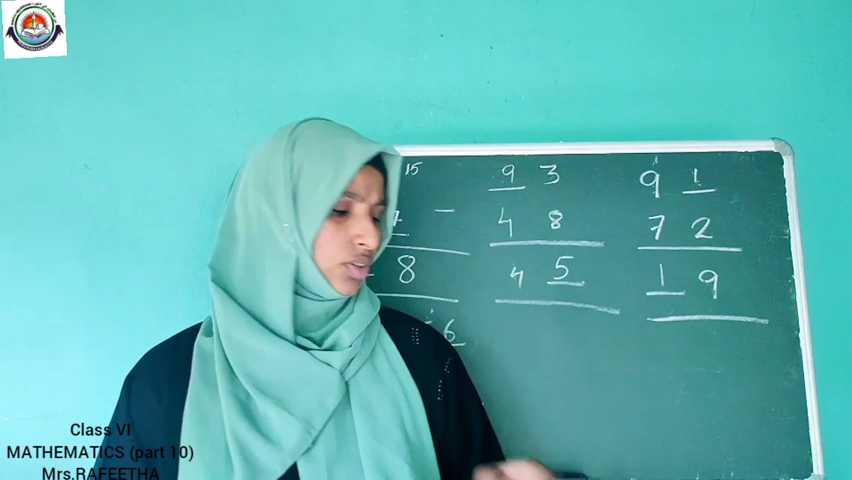 15 9 3 9 1
7 – 4 8 7 2
8 4 5 1 9
6
Class VI
MATHEMATICS (part 10)
Mrs.RAFEETHA